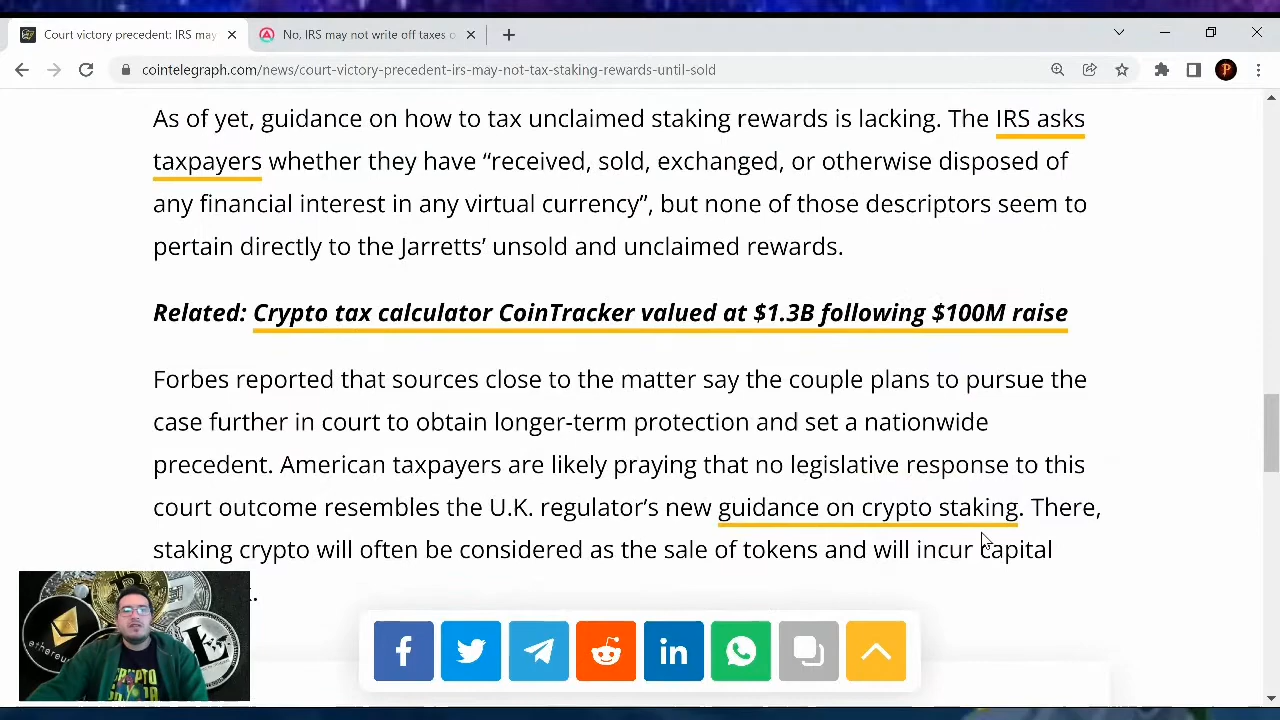 Court victory precedent: IRS may
No, IRS may not write off taxes o
cointelegraph.com/news/court-victory-precedent-irs-may-not-tax-staking-rewards-until-sold
As of yet, guidance on how to tax unclaimed staking rewards is lacking. The IRS asks
taxpayers whether they have “received, sold, exchanged, or otherwise disposed of
any financial interest in any virtual currency”, but none of those descriptors seem to
pertain directly to the Jarretts’ unsold and unclaimed rewards.
Related: Crypto tax calculator CoinTracker valued at $1.3B following $100M raise
Forbes reported that sources close to the matter say the couple plans to pursue the
case further in court to obtain longer-term protection and set a nationwide
precedent. American taxpayers are likely praying that no legislative response to this
court outcome resembles the U.K. regulator’s new guidance on crypto staking. There,
staking crypto will often be considered as the sale of tokens and will incur capital
ethereum
CRYPTO